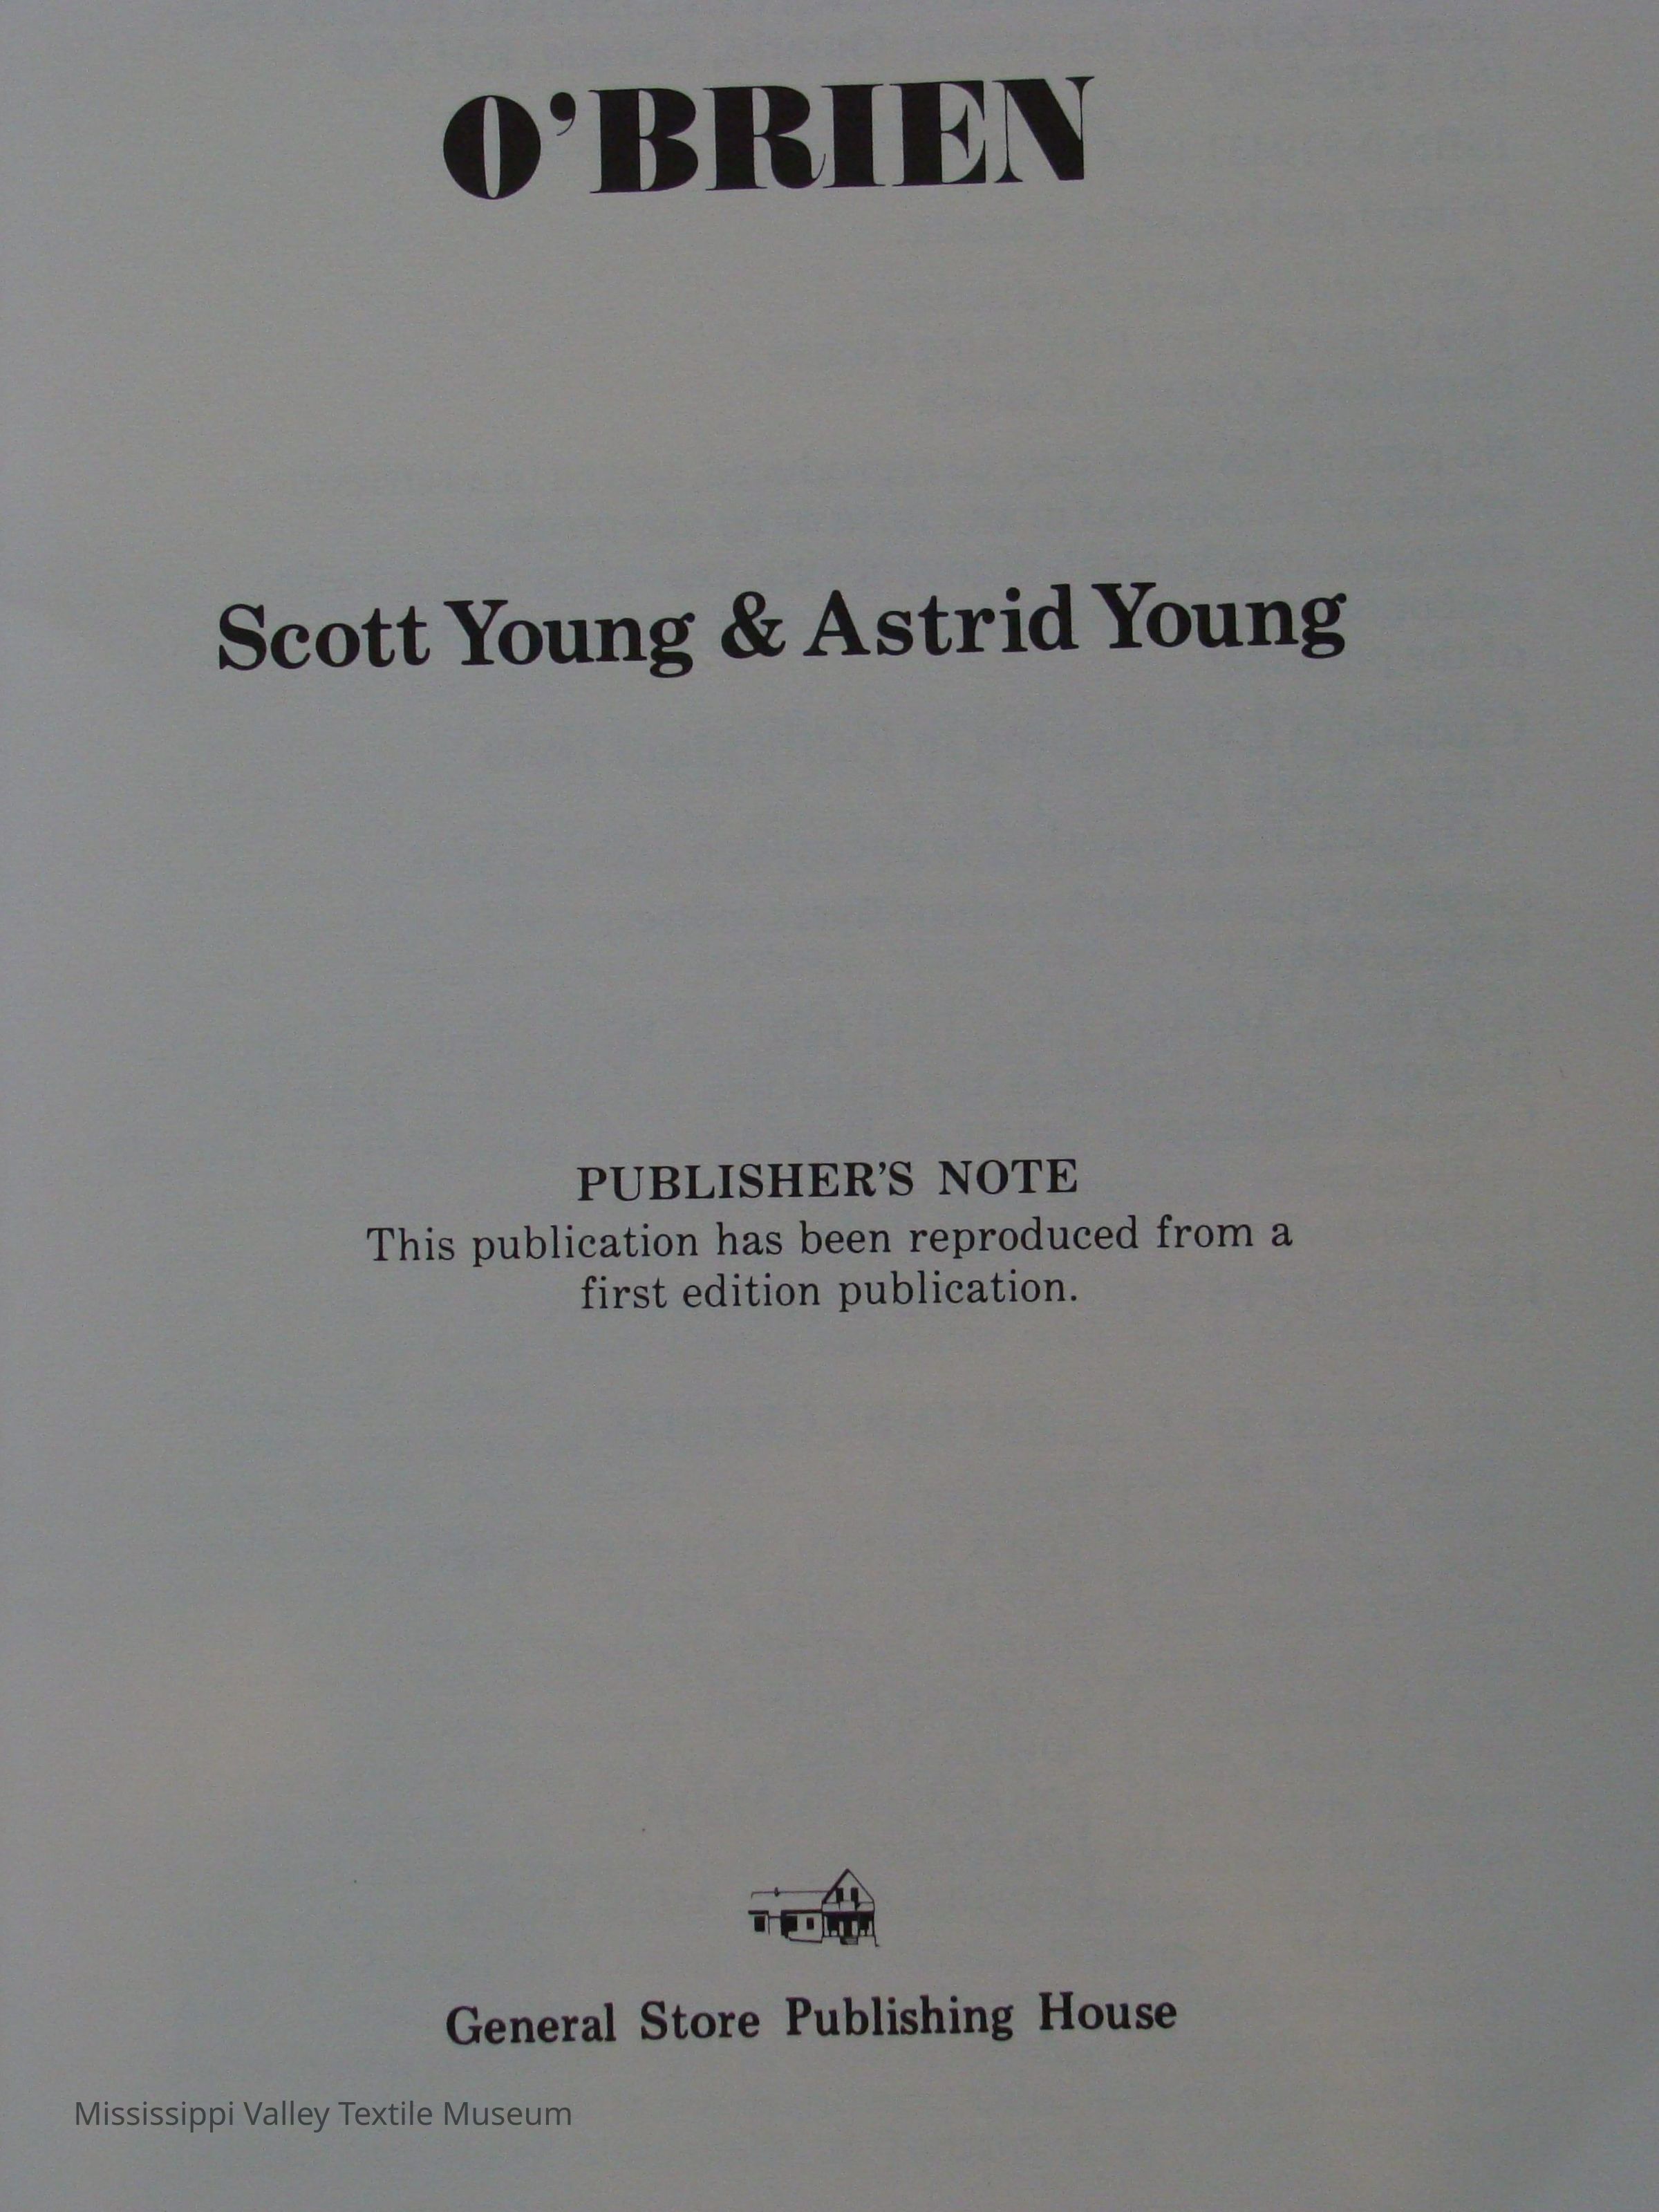 O’BRIEN
Scott Young & Astrid Young
PUBLISHER’S NOTE
This publication has been reproduced from a
first edition publication.
General Store Publishing House
Mississippi Valley Textile Museum